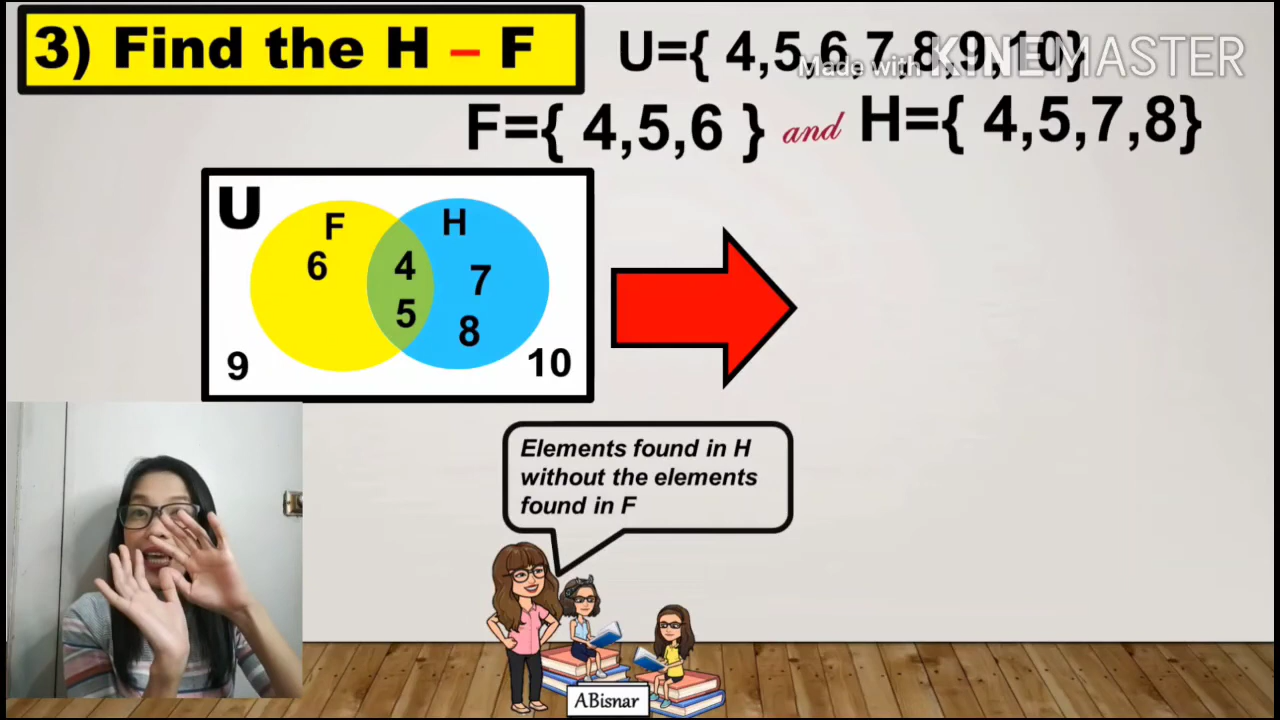 3) Find the H – F
U={ 4,5,6,7,8,9,10}
Made with KINEMASTER
F={ 4,5,6 } and H={ 4,5,7,8}
U
F
H
6
4
7
5
8
9
10
Elements found in H
without the elements
found in F
ABisnar